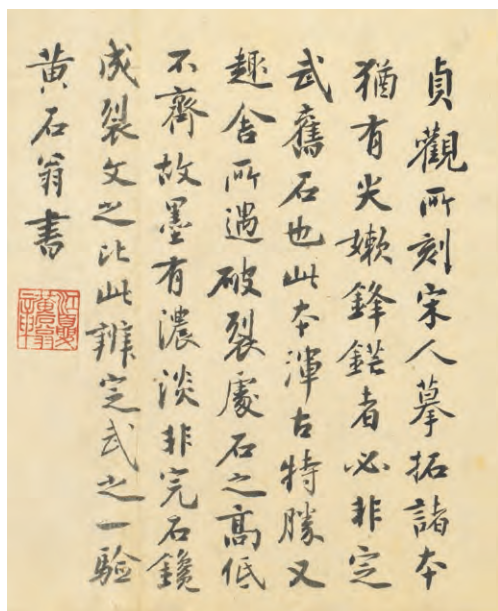 貞觀所刻宋人摹拓諸本
猶有尖嫰鋒鋩者必非定
武舊石也此本渾古特勝又
趣舍所遇破裂處石之高低
不齊故墨有濃淡非完石鑱
成裂文之比此辨定武之一驗
黄石翁書